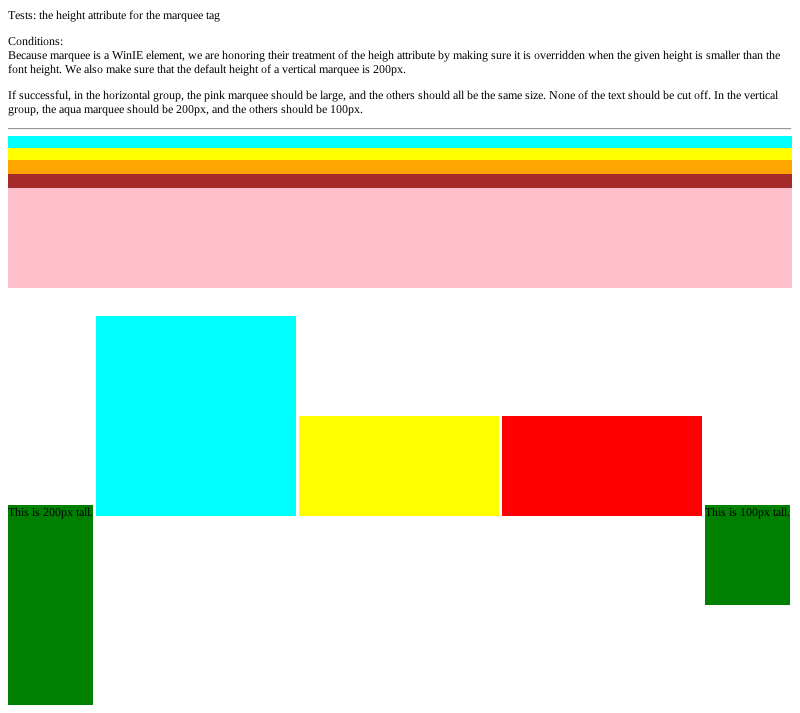 Tests: the height attribute for the marquee tag
Conditions:
Because marquee is a WinIE element, we are honoring their treatment of the heigh attribute by making sure it is overridden when the given height is smaller than the
font height. We also make sure that the default height of a vertical marquee is 200px.
If successful, in the horizontal group, the pink marquee should be large, and the others should all be the same size. None of the text should be cut off. In the vertical
group, the aqua marquee should be 200px, and the others should be 100px.
This is 200px tall.
This is 100px tall.